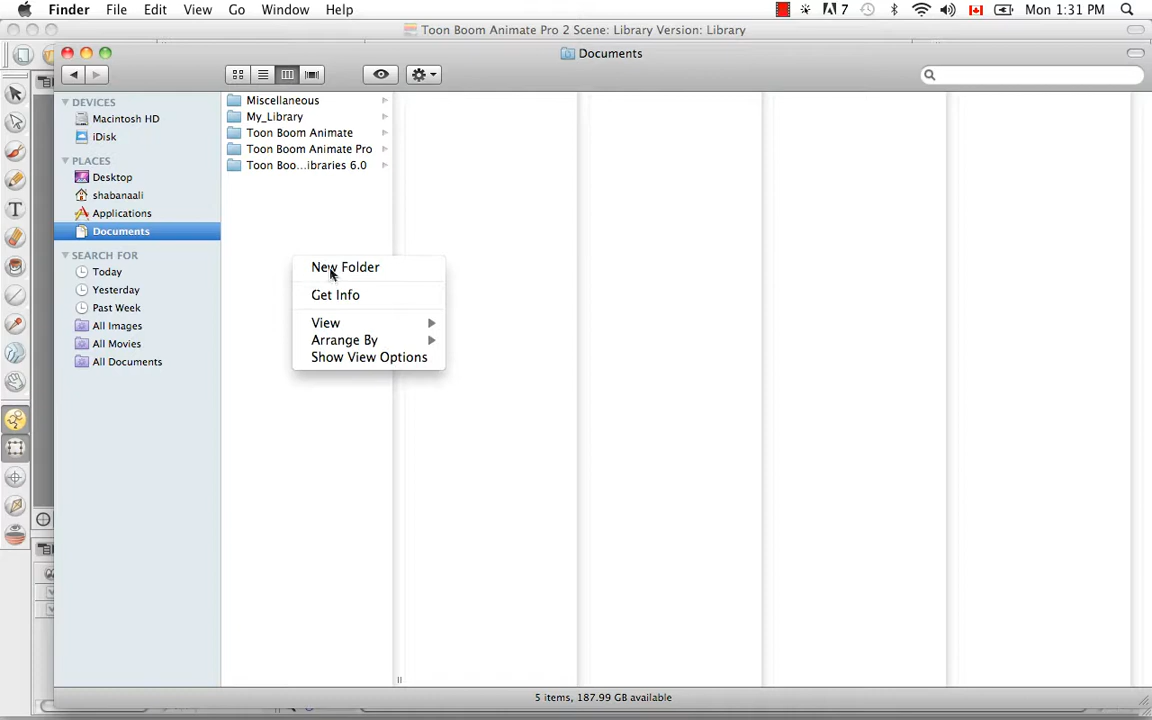 Finder File Edit View Go Window Help 7 Mon 1:31 PM
Toon Boom Animate Pro 2 Scene: Library Version: Library
Documents
DEVICES
Macintosh HD
iDisk
PLACES
Desktop
shabanaali
Applications
Documents
SEARCH FOR
Today
Yesterday
Past Week
All Images
All Movies
All Documents
Miscellaneous
My_Library
Toon Boom Animate
Toon Boom Animate Pro
Toon Boo...ibraries 6.0
New Folder
Get Info
View
Arrange By
Show View Options
5 items, 187.99 GB available